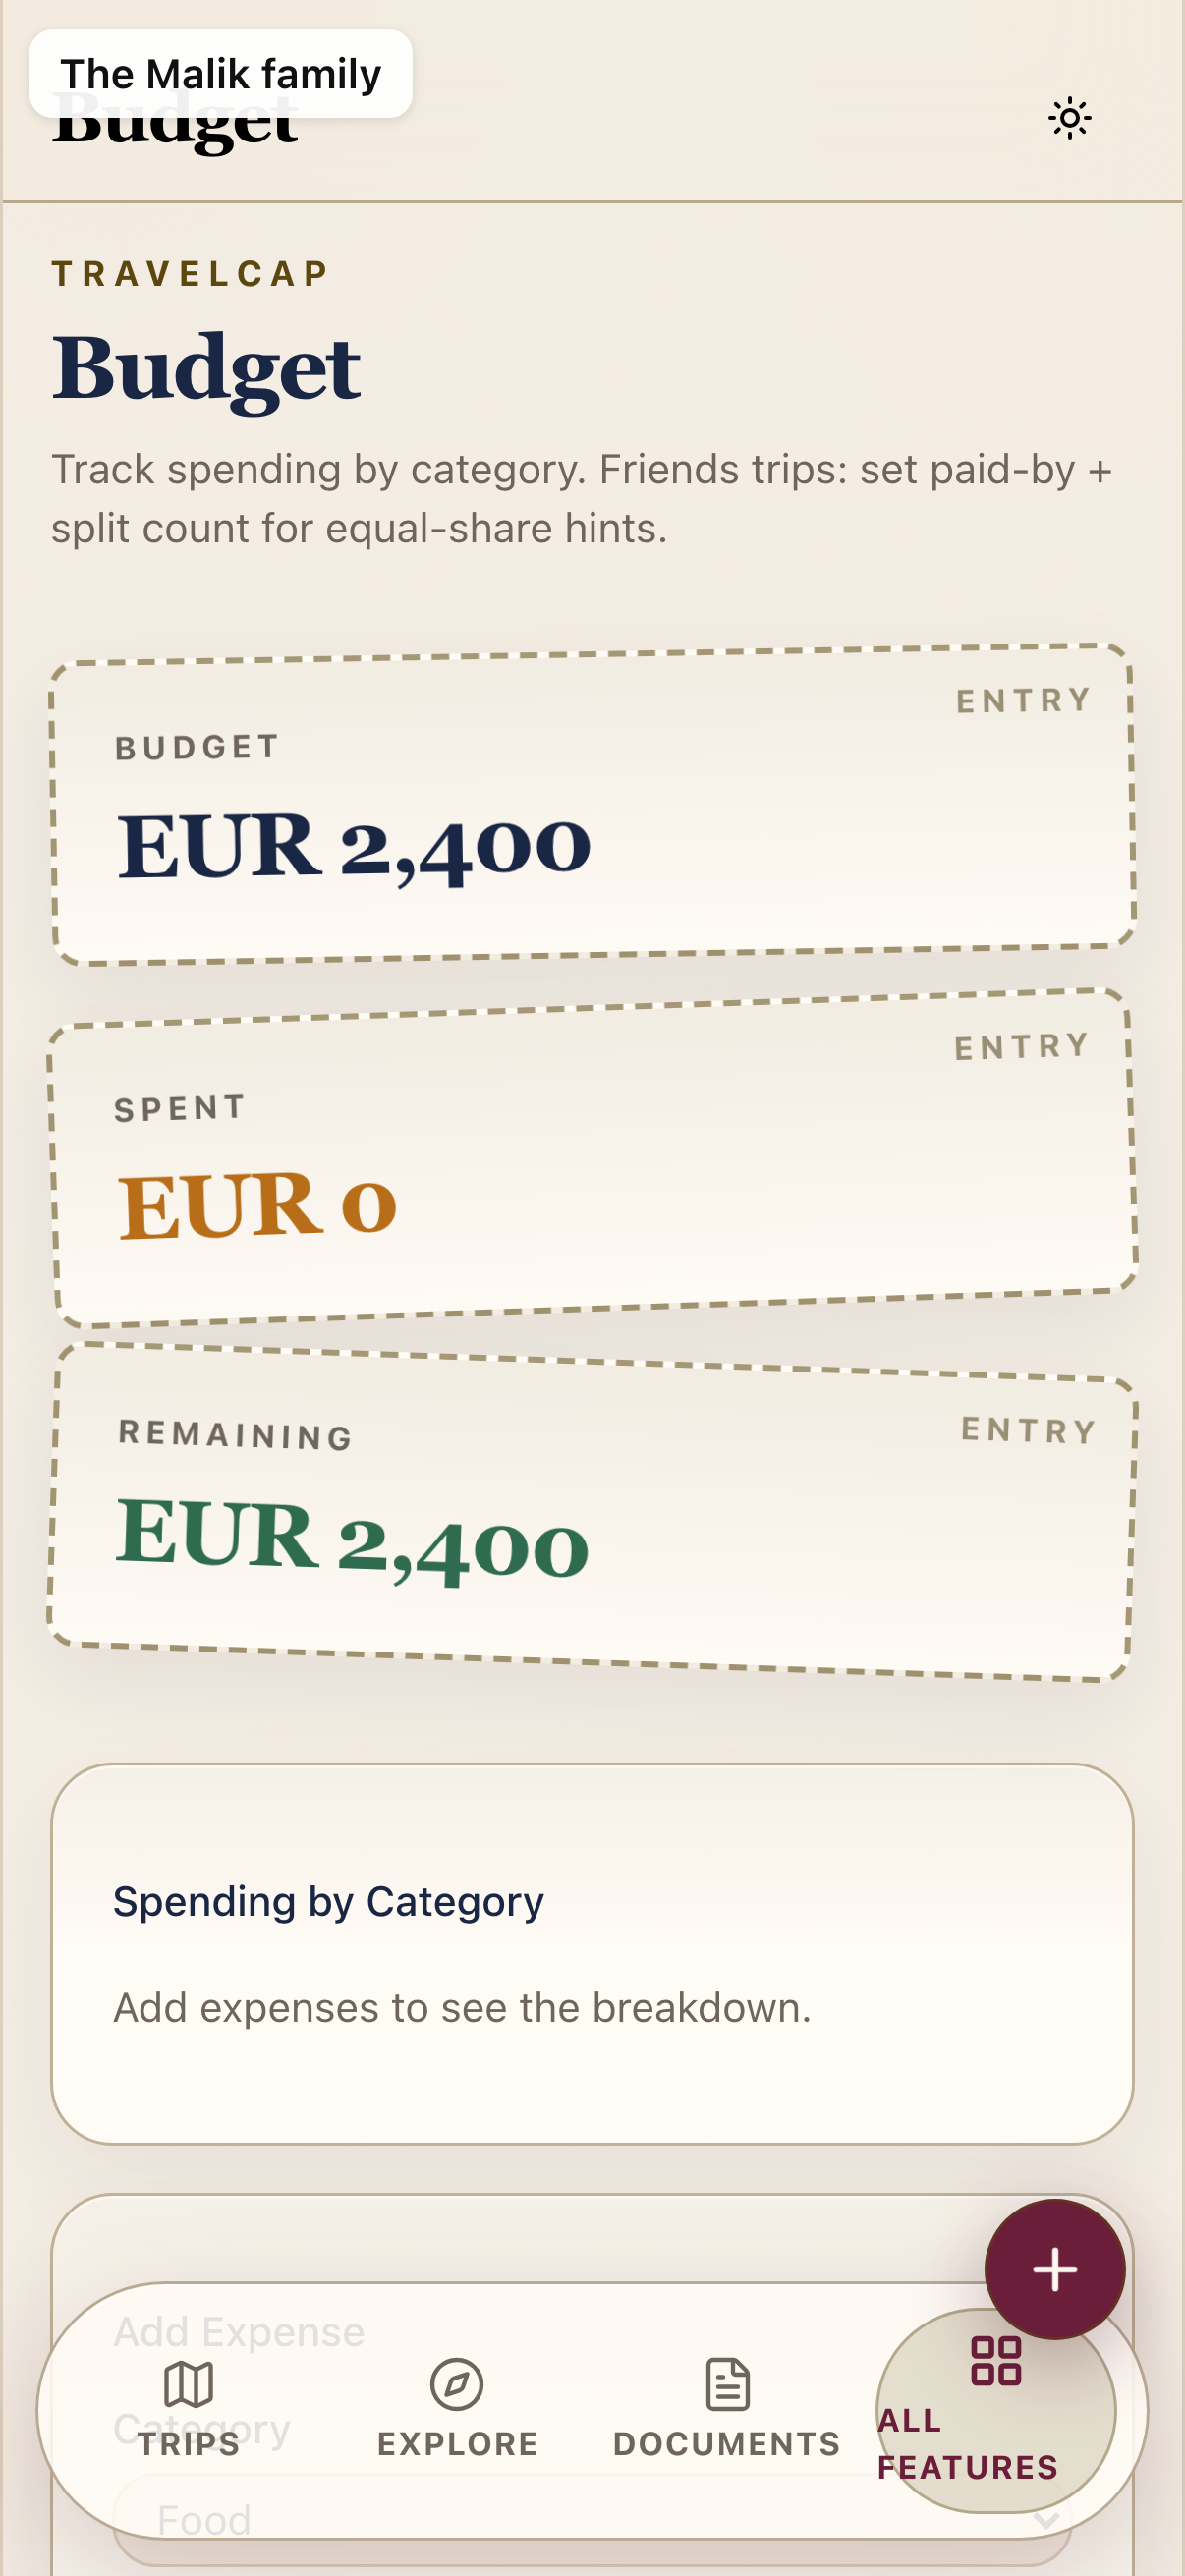 The Malik family
Budget
TRAVELCAP
Budget
Track spending by category. Friends trips: set paid-by +
split count for equal-share hints.
ENTRY
BUDGET
EUR 2,400
ENTRY
SPENT
EUR 0
ENTRY
REMAINING
EUR 2,400
Spending by Category
Add expenses to see the breakdown.
Add Expense
Category
TRIPS
EXPLORE
DOCUMENTS
ALL
FEATURES
Food